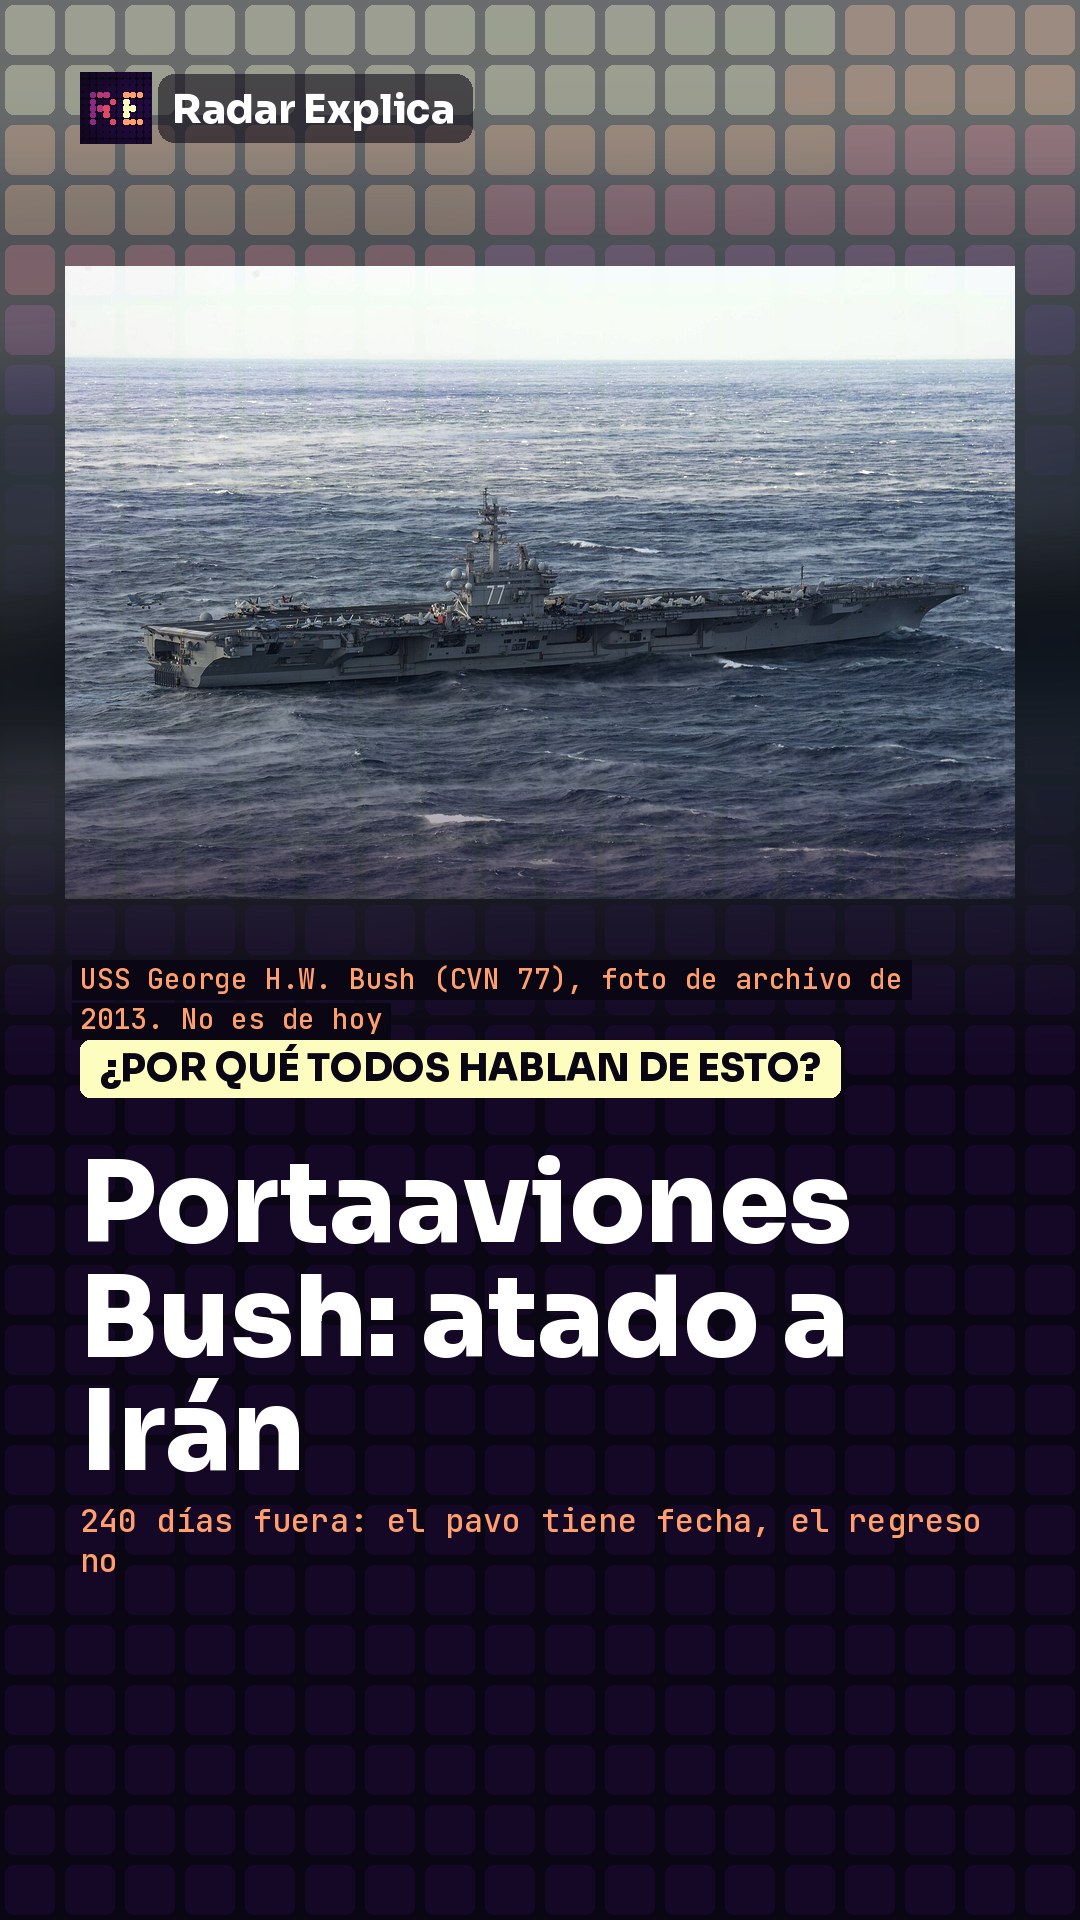 RE Radar Explica
77
USS George H.W. Bush (CVN 77), foto de archivo de
2013. No es de hoy
¿POR QUÉ TODOS HABLAN DE ESTO?
Portaaviones
Bush: atado a
Irán
240 días fuera: el pavo tiene fecha, el regreso
no